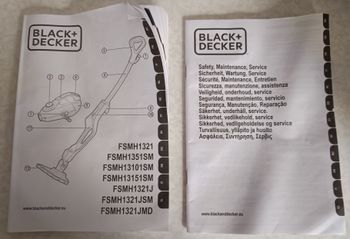 BLACK+
DECKER
FSMH1321
FSMH1351SM
FSMH13101SM
FSMH13151SM
FSMH1321J
FSMH1321JSM
FSMH1321JMD
www.blackanddecker.eu
BLACK+
DECKER
Safety, Maintenance, Service
Sicherheit, Wartung, Service
Sécurité, Maintenance, Entretien
Sicurezza, manutenzione, assistenza
Veiligheid, onderhoud, service
Seguridad, mantenimiento, servicio
Segurança, Manutenção, Reparação
Säkerhet, underhåll, service
Sikkerhet, vedlikehold, service
Sikkerhed, vedligeholdelse og service
Turvallisuus, ylläpito ja huolto
Ασφάλεια, Συντήρηση, Σέρβις
www.blackanddecker.eu